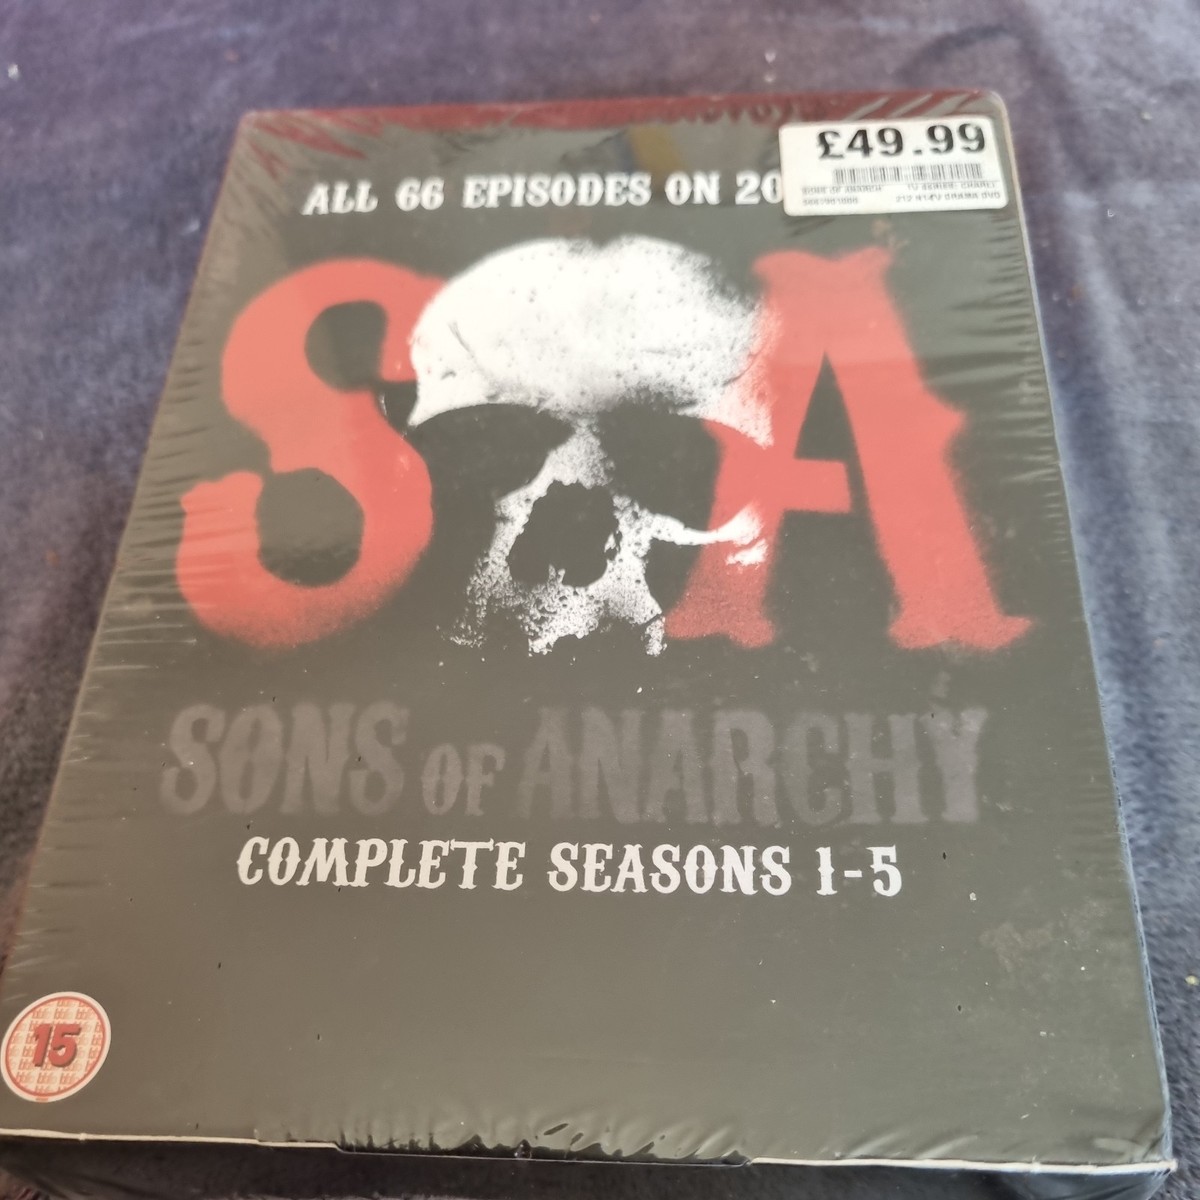 £49.99
ALL 66 EPISODES ON 20
SOA
SONS OF ANARCHY
COMPLETE SEASONS 1-5
15